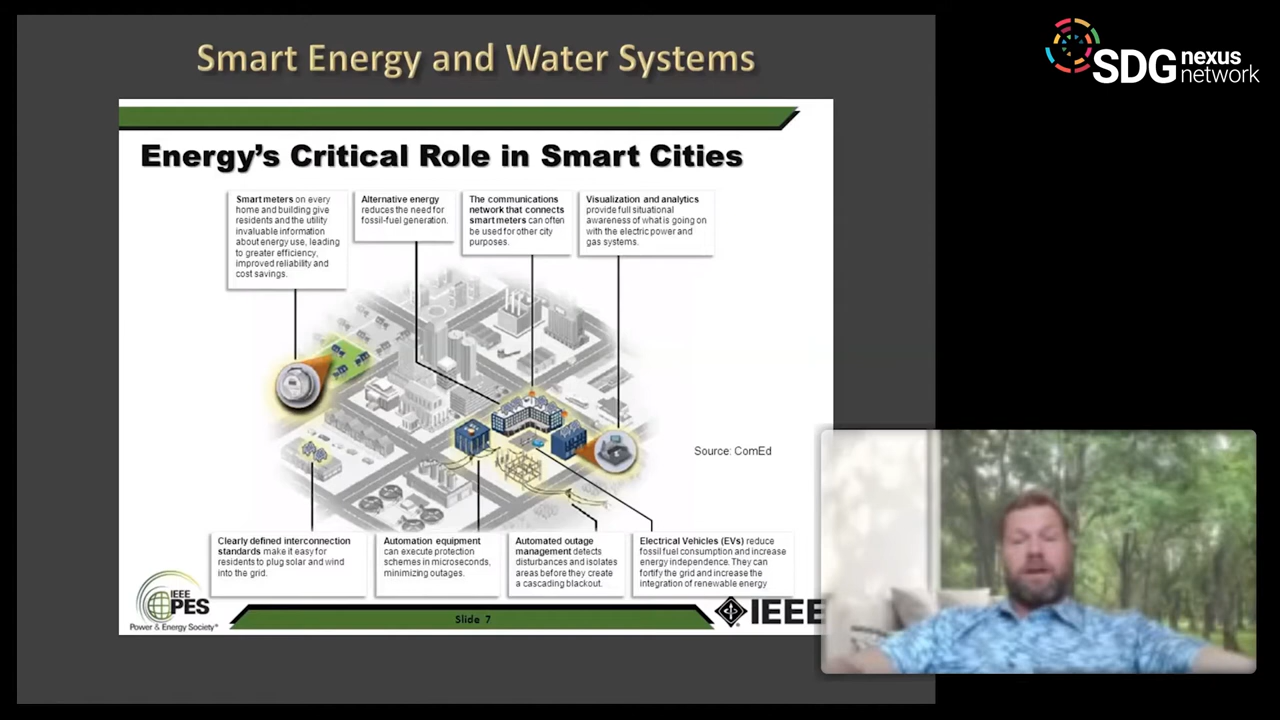 Smart Energy and Water Systems
SDG nexus
network
Energy's Critical Role in Smart Cities
Smart meters on every
home and building give
residents and the utility
invaluable information
about energy use, leading
to greater efficiency,
improved reliability and
cost savings.
Alternative energy
reduces the need for
fossil-fuel generation.
The communications
network that connects
smart meters can often
be used for other city
purposes.
Visualization and analytics
provide full situational
awareness of what is going on
with the electric power and
gas systems.
Source: ComEd
Clearly defined interconnection
standards make it easy for
residents to plug solar and wind
into the grid.
Automation equipment
can execute protection
schemes in microseconds,
minimizing outages.
Automated outage
management detects
disturbances and isolates
areas before they create
a cascading blackout.
Electrical Vehicles (EVs) reduce
fossil fuel consumption and increase
energy independence. They can
fortify the grid and increase the
integration of renewable energy
IEEE
PES
Power & Energy Society®
Slide 7
IEEE